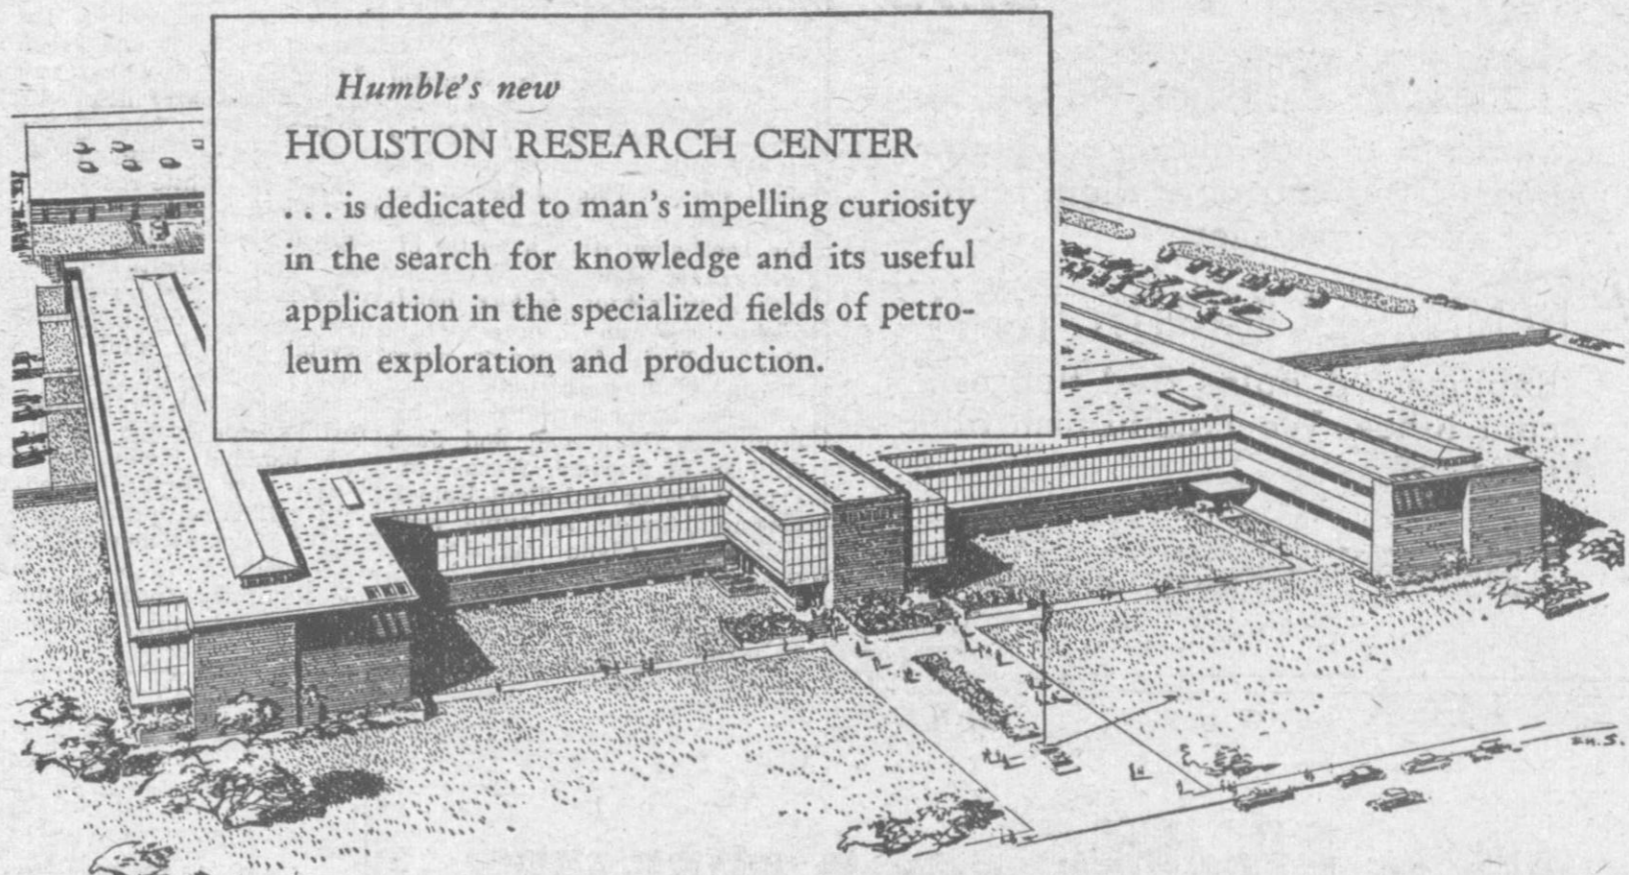 Humble's new
HOUSTON RESEARCH CENTER
... is dedicated to man's impelling curiosity
in the search for knowledge and its useful
application in the specialized fields of petro-
leum exploration and production.